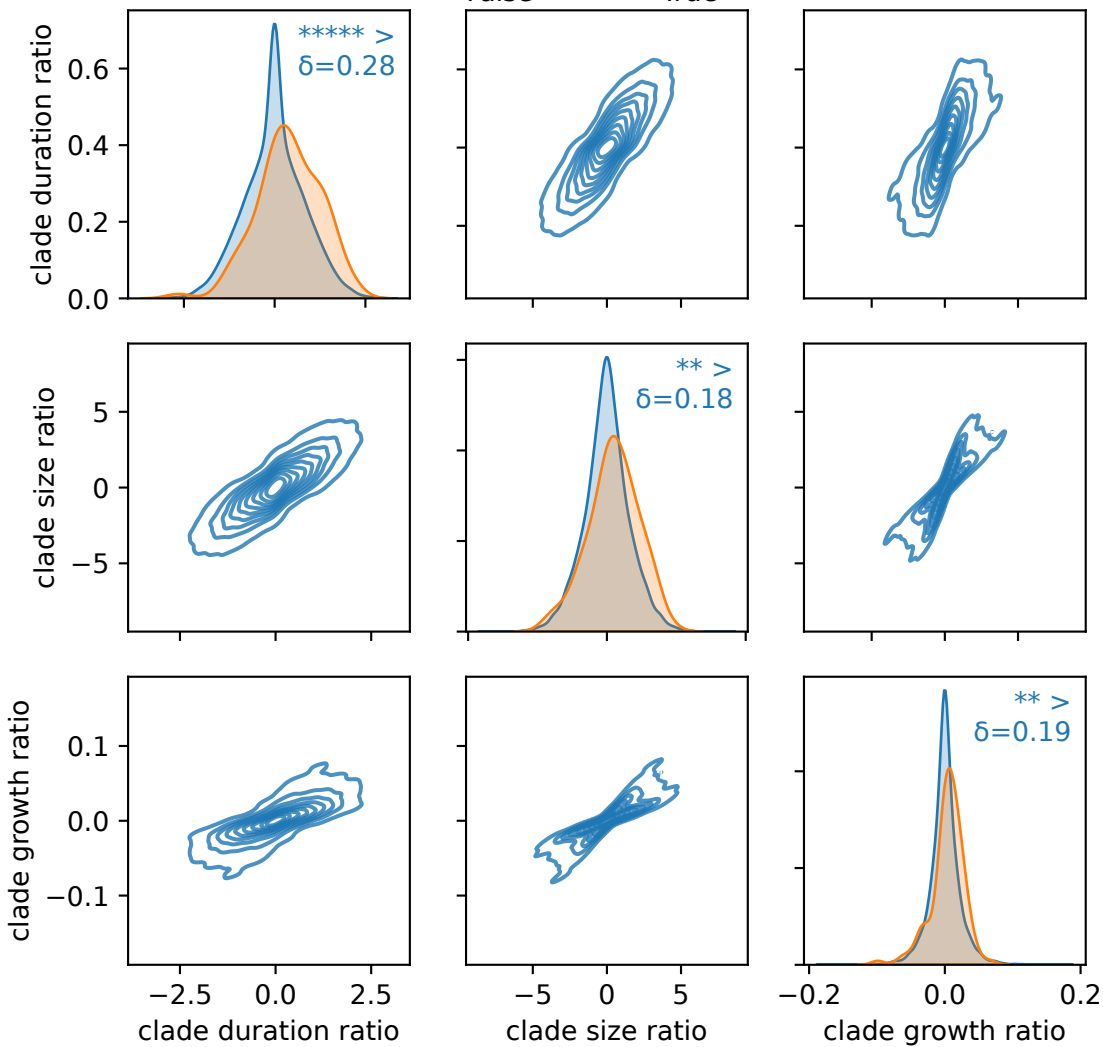 clade duration ratio
0.6
0.4
0.2
0.0
***** >
δ=0.28
clade size ratio
5
0
−5
** >
δ=0.18
clade growth ratio
0.1
0.0
−0.1
** >
δ=0.19
−2.5 0.0 2.5
−5 0 5
−0.2 0.0 0.2
clade duration ratio
clade size ratio
clade growth ratio